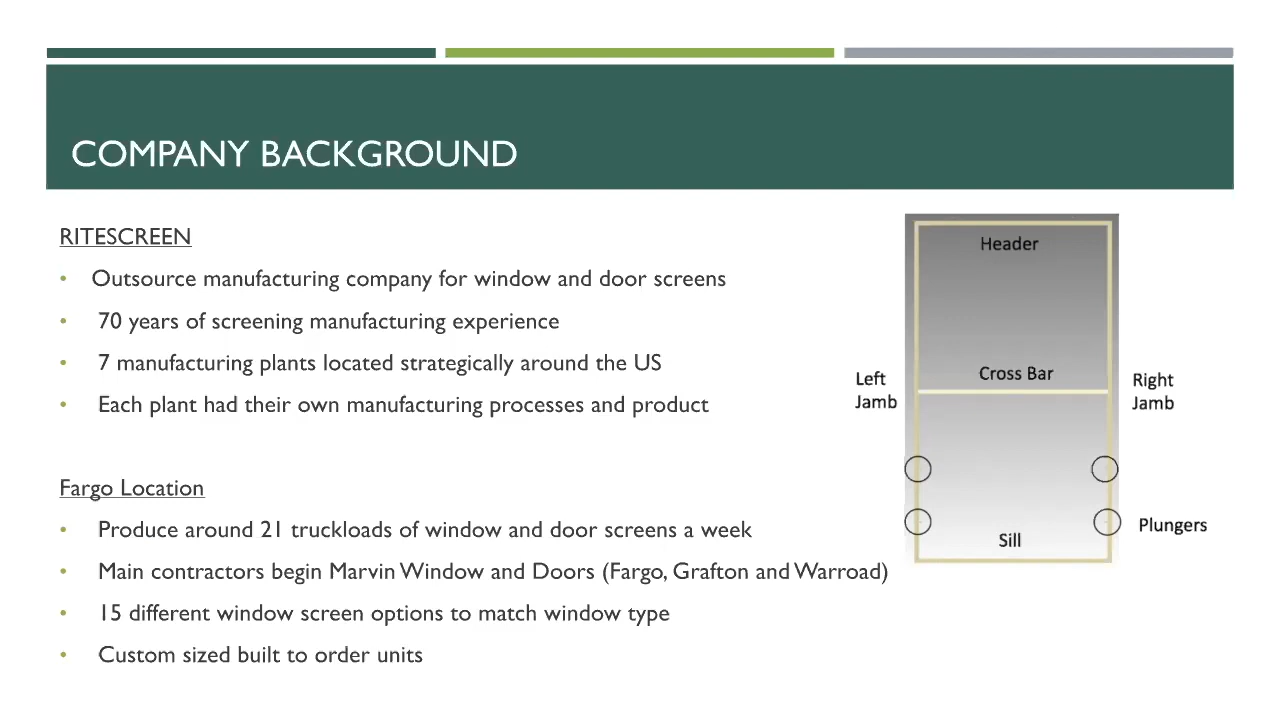 COMPANY BACKGROUND
RITESCREEN
• Outsource manufacturing company for window and door screens
• 70 years of screening manufacturing experience
• 7 manufacturing plants located strategically around the US
• Each plant had their own manufacturing processes and product
Fargo Location
• Produce around 21 truckloads of window and door screens a week
• Main contractors begin Marvin Window and Doors (Fargo, Grafton and Warroad)
• 15 different window screen options to match window type
• Custom sized built to order units
Header
Cross Bar
Left
Jamb
Right
Jamb
Plungers
Sill